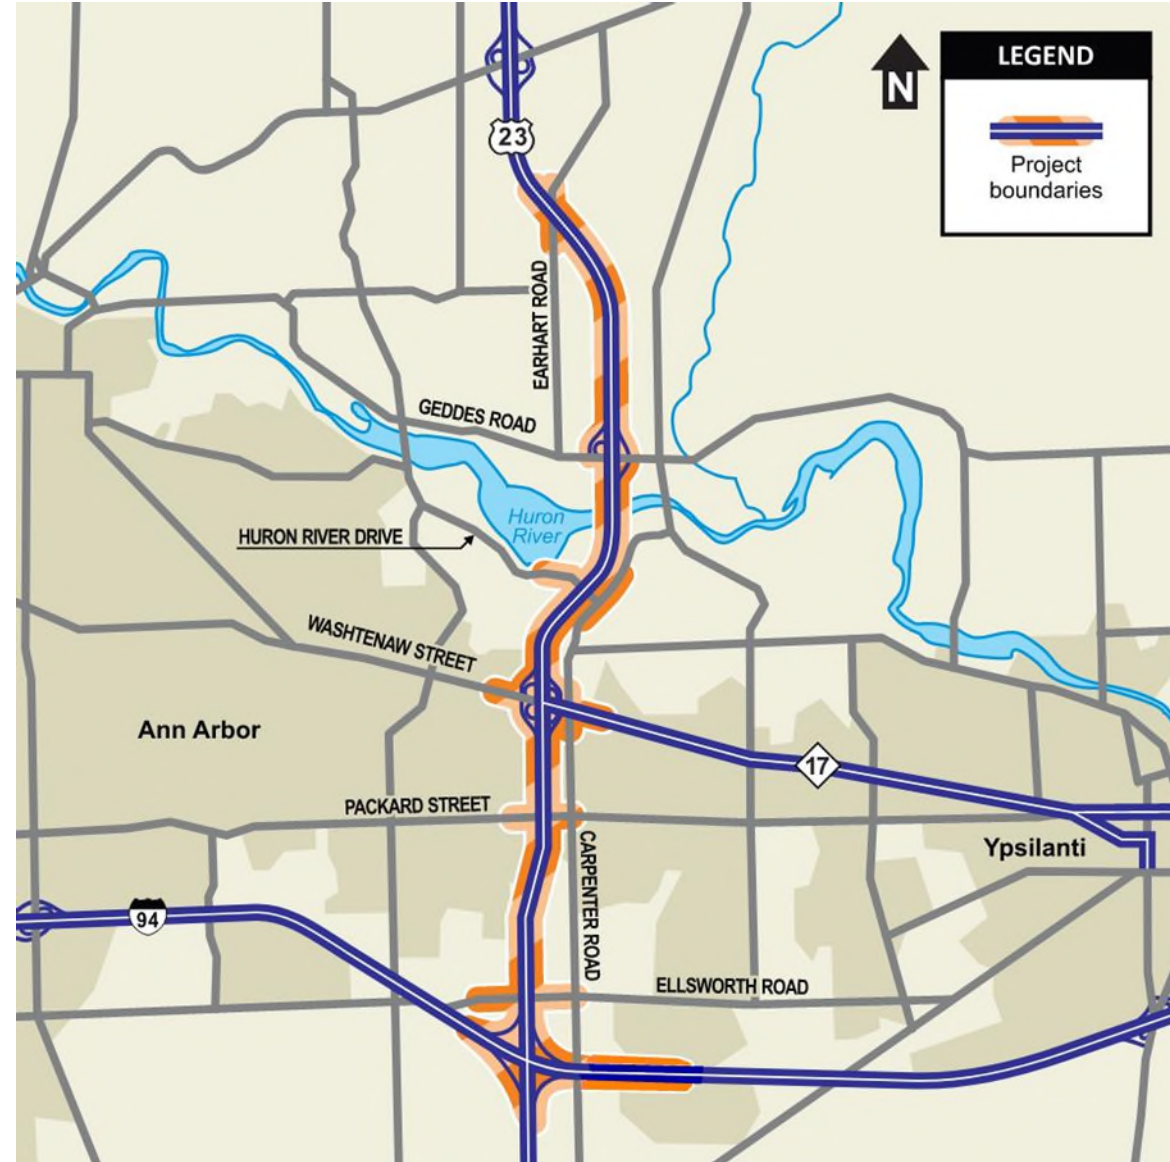 LEGEND
N
Project
boundaries
23
EARHART ROAD
GEDDES ROAD
Huron
River
HURON RIVER DRIVE
WASHTENAW STREET
Ann Arbor
17
PACKARD STREET
Ypsilanti
CARPENTER ROAD
94
ELLSWORTH ROAD